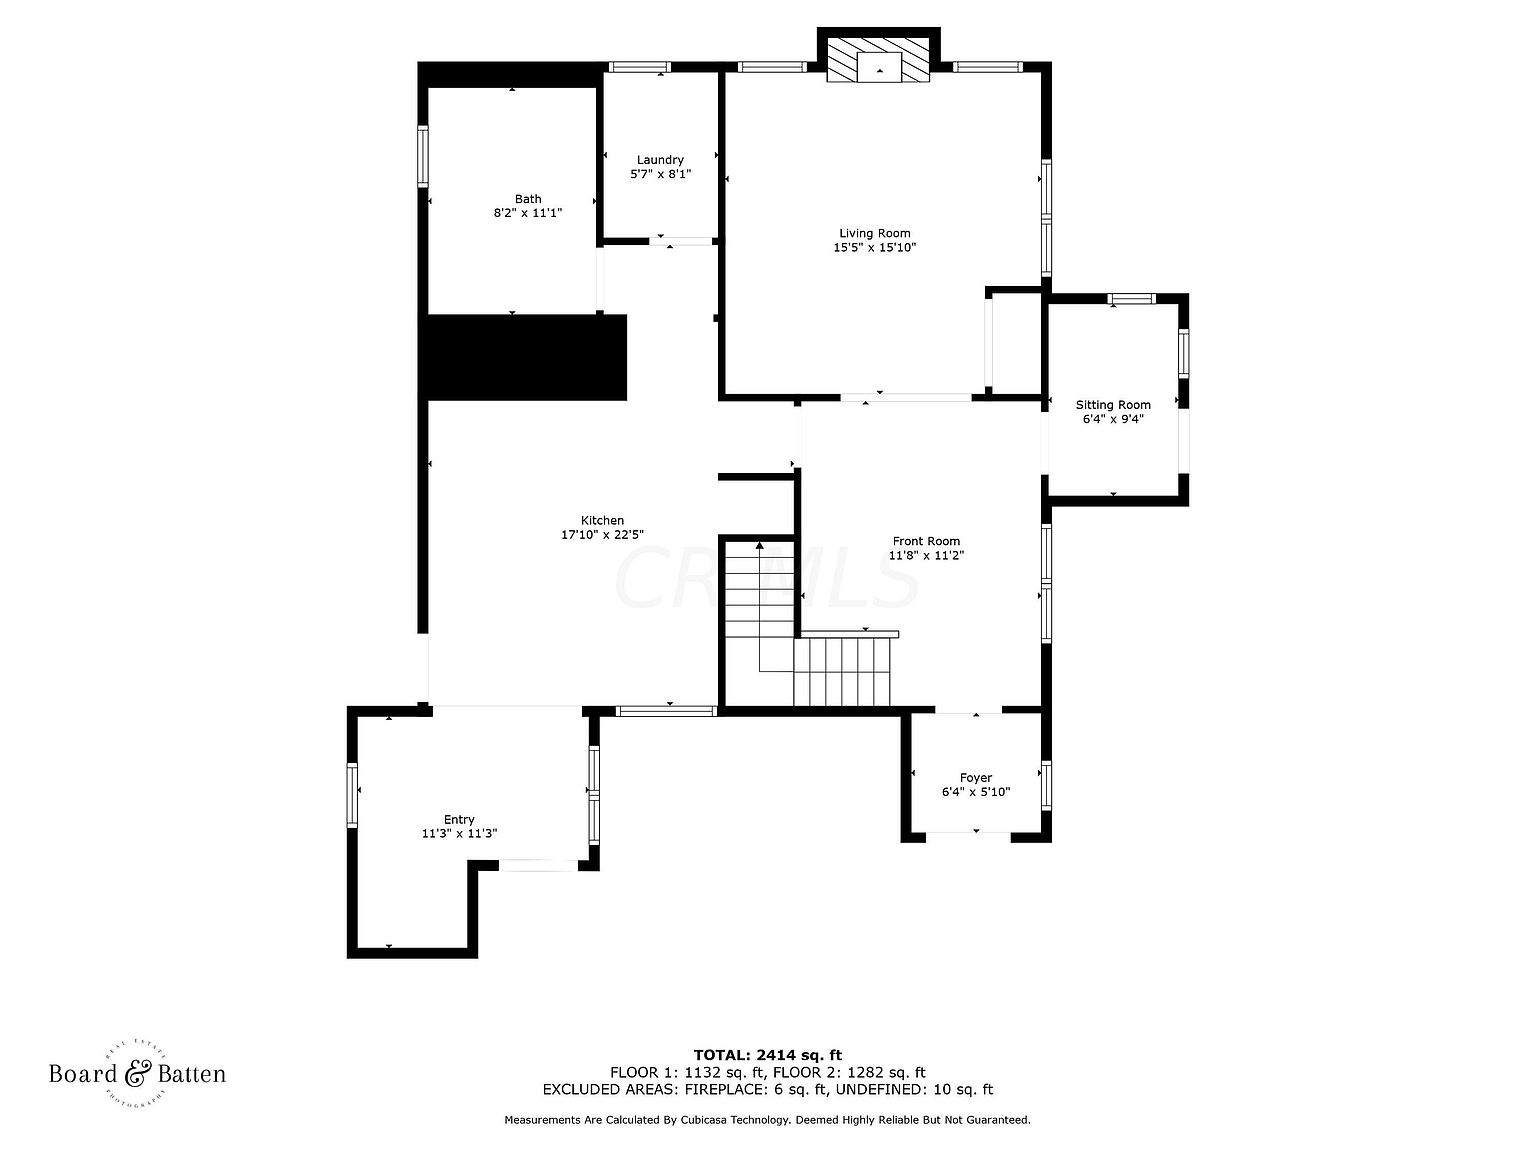 Laundry
5'7" x 8'1"
Bath
8'2" x 11'1"
Living Room
15'5" x 15'10"
Sitting Room
6'4" x 9'4"
Kitchen
17'10" x 22'5"
Front Room
11'8" x 11'2"
CR MLS
Foyer
6'4" x 5'10"
Entry
11'3" x 11'3"
REAL ESTATE
Board & Batten
PHOTOGRAPHY
TOTAL: 2414 sq. ft
FLOOR 1: 1132 sq. ft, FLOOR 2: 1282 sq. ft
EXCLUDED AREAS: FIREPLACE: 6 sq. ft, UNDEFINED: 10 sq. ft
Measurements Are Calculated By Cubicasa Technology. Deemed Highly Reliable But Not Guaranteed.